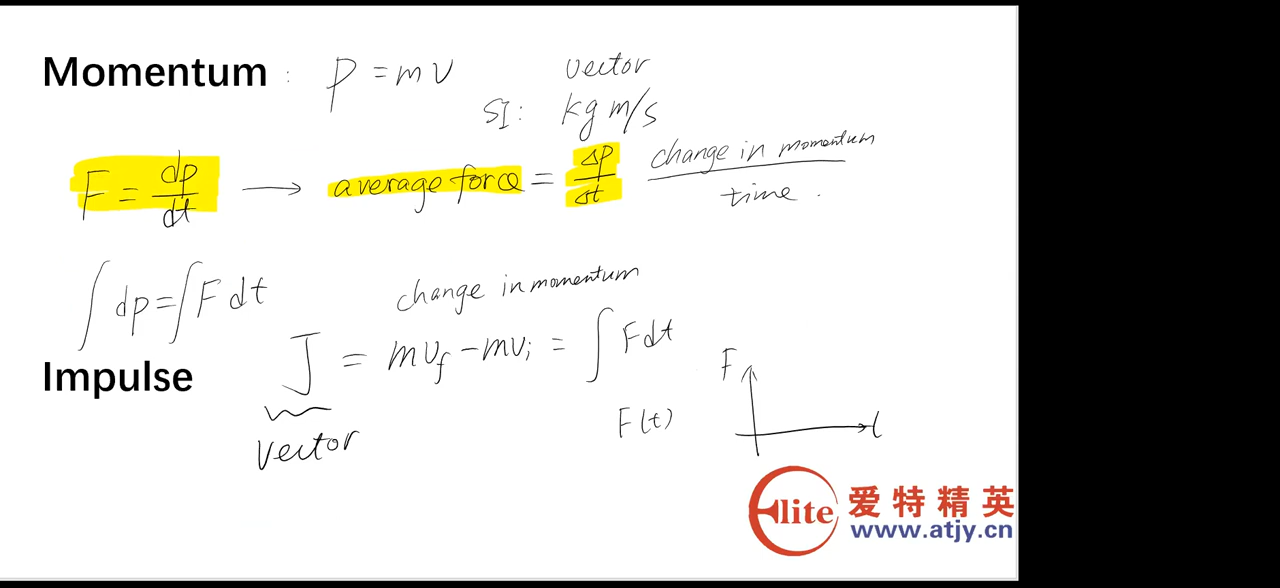 Momentum : P = mv vector
SI: kg m/s
F = dp/dt → average force = Δp/Δt change in momentum/time.
∫dp = ∫F dt
change in momentum
Impulse J = mv_f - mv_i = ∫F dt
vector
F(t)
F
t
Elite 爱特精英
www.atjy.cn